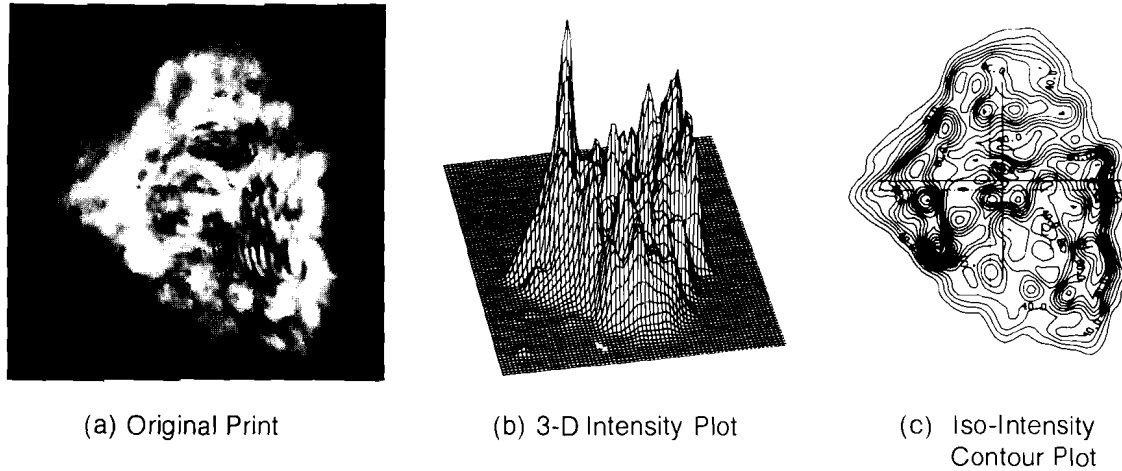 (a) Original Print
(b) 3-D Intensity Plot
(c) Iso-Intensity
Contour Plot